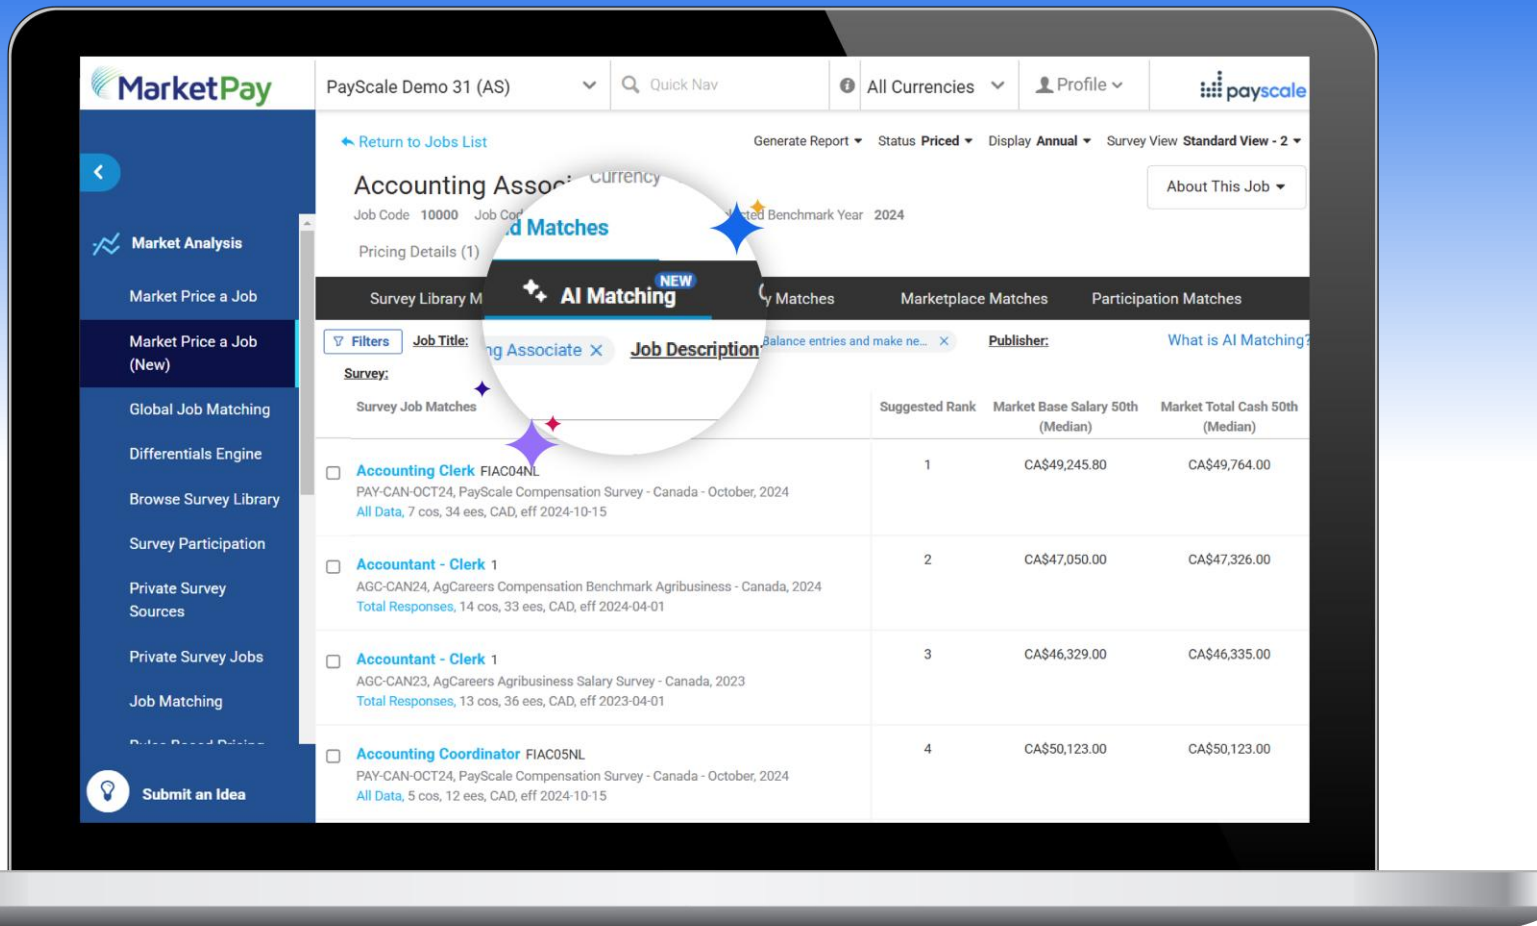 MarketPay
PayScale Demo 31 (AS)
Quick Nav
All Currencies
Profile
payscale
Return to Jobs List
Generate Report
Status Priced
Display Annual
Survey View Standard View - 2
Accounting Assoc
Currency
About This Job
Job Code 10000 Job Cod
Benchmark Year 2024
d Matches
Pricing Details (1)
Market Analysis
Market Price a Job
Market Price a Job
(New)
Global Job Matching
Differentials Engine
Browse Survey Library
Survey Participation
Private Survey
Sources
Private Survey Jobs
Job Matching
Submit an Idea
Survey Library M
AI Matching NEW
y Matches
Marketplace Matches
Participation Matches
Filters
Job Title:
ng Associate ×
Job Description:
Balance entries and make ne... ×
Publisher:
What is AI Matching?
Survey:
Survey Job Matches
Suggested Rank
Market Base Salary 50th
(Median)
Market Total Cash 50th
(Median)
Accounting Clerk FIAC04NL
PAY-CAN-OCT24, PayScale Compensation Survey - Canada - October, 2024
All Data, 7 cos, 34 ees, CAD, eff 2024-10-15
1
CA$49,245.80
CA$49,764.00
Accountant - Clerk 1
AGC-CAN24, AgCareers Compensation Benchmark Agribusiness - Canada, 2024
Total Responses, 14 cos, 33 ees, CAD, eff 2024-04-01
2
CA$47,050.00
CA$47,326.00
Accountant - Clerk 1
AGC-CAN23, AgCareers Agribusiness Salary Survey - Canada, 2023
Total Responses, 13 cos, 36 ees, CAD, eff 2023-04-01
3
CA$46,329.00
CA$46,335.00
Accounting Coordinator FIAC05NL
PAY-CAN-OCT24, PayScale Compensation Survey - Canada - October, 2024
All Data, 5 cos, 12 ees, CAD, eff 2024-10-15
4
CA$50,123.00
CA$50,123.00